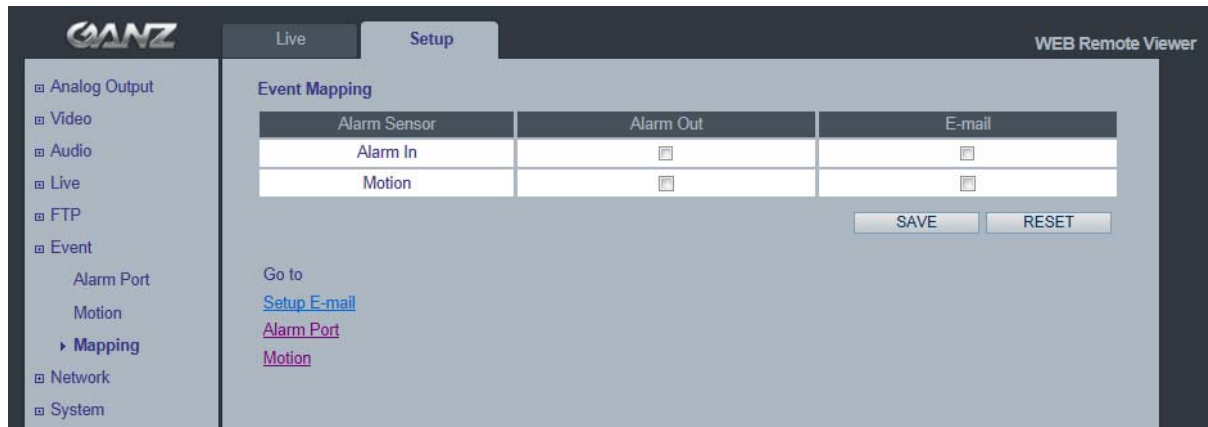 GANZ
Live Setup
WEB Remote Viewer
Analog Output
Video
Audio
Live
FTP
Event
Alarm Port
Motion
Mapping
Network
System
Event Mapping
Alarm Sensor Alarm Out E-mail
Alarm In
Motion
SAVE RESET
Go to
Setup E-mail
Alarm Port
Motion